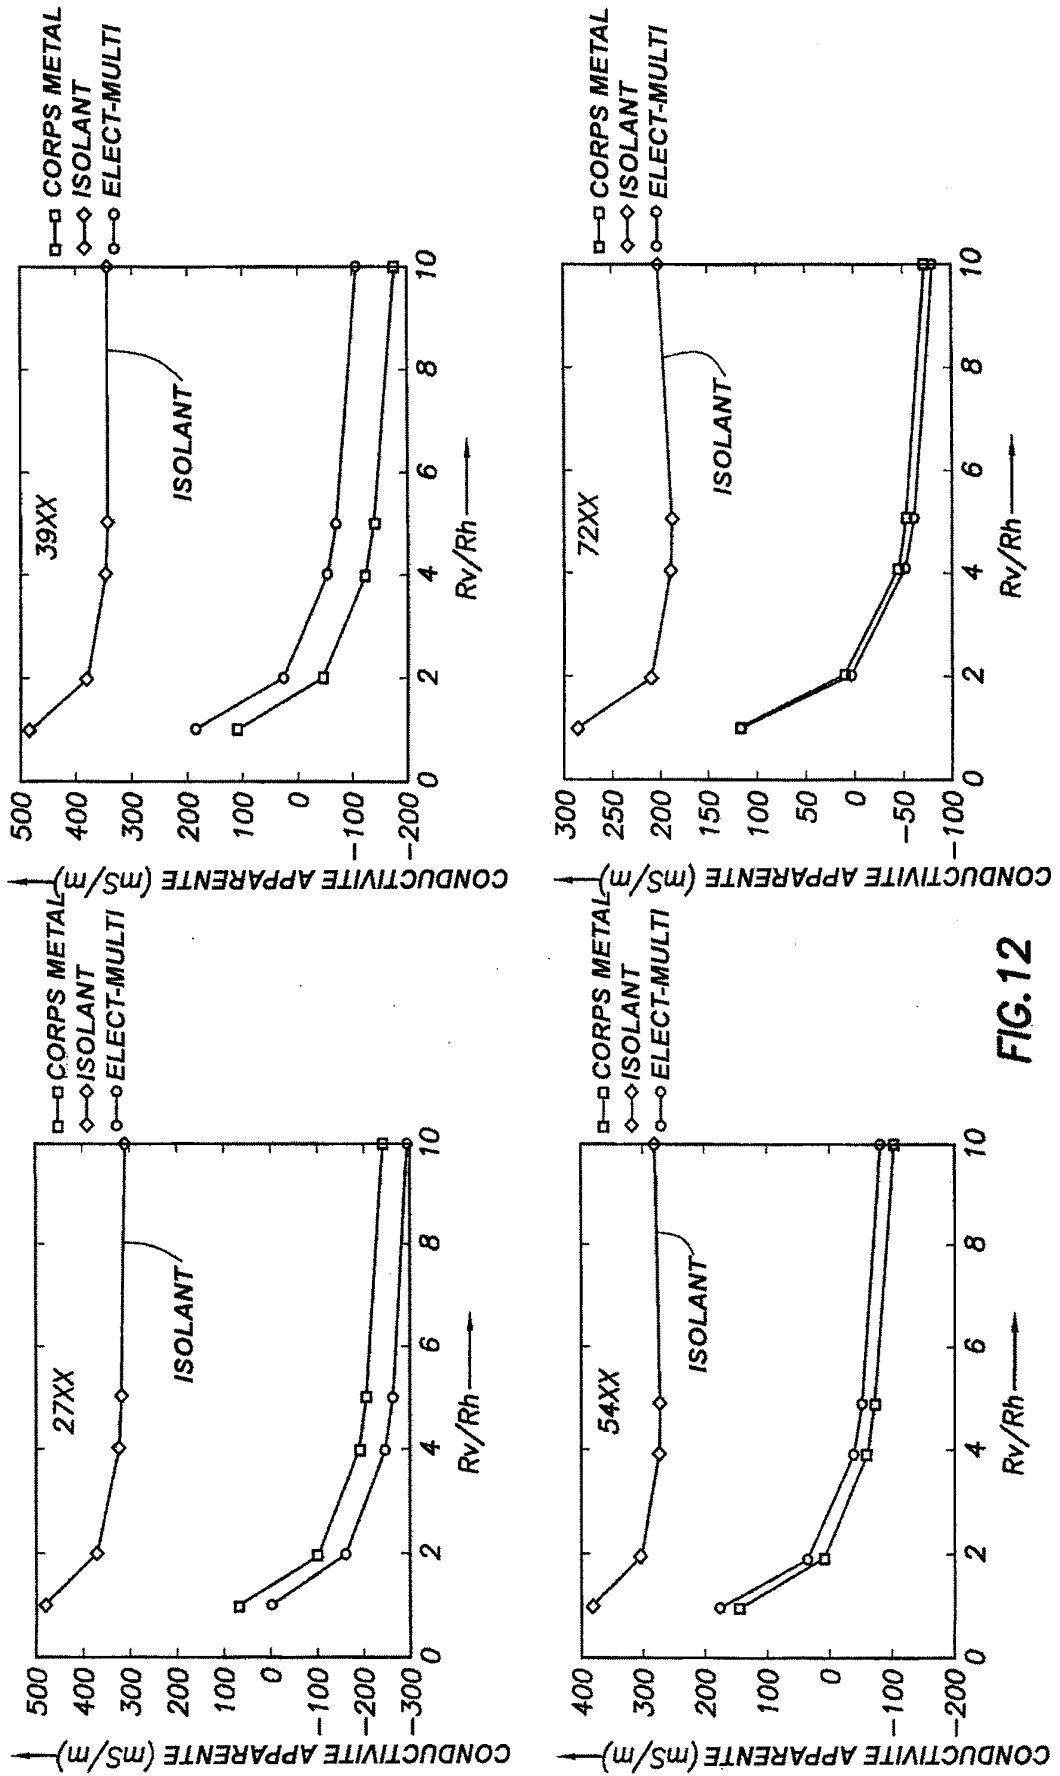 27XX
CORPS METAL
ISOLANT
ELECT-MULTI
CONDUCTIVITE APPARENTE (mS/m)
500
400
300
200
100
0
-100
-200
-300
ISOLANT
0 2 4 6 8 10
Rv/Rh
39XX
CORPS METAL
ISOLANT
ELECT-MULTI
CONDUCTIVITE APPARENTE (mS/m)
500
400
300
200
100
0
-100
-200
ISOLANT
0 2 4 6 8 10
Rv/Rh
54XX
CORPS METAL
ISOLANT
ELECT-MULTI
CONDUCTIVITE APPARENTE (mS/m)
400
300
200
100
0
-100
-200
ISOLANT
0 2 4 6 8 10
Rv/Rh
72XX
CORPS METAL
ISOLANT
ELECT-MULTI
CONDUCTIVITE APPARENTE (mS/m)
300
250
200
150
100
50
0
-50
-100
ISOLANT
0 2 4 6 8 10
Rv/Rh
FIG.12